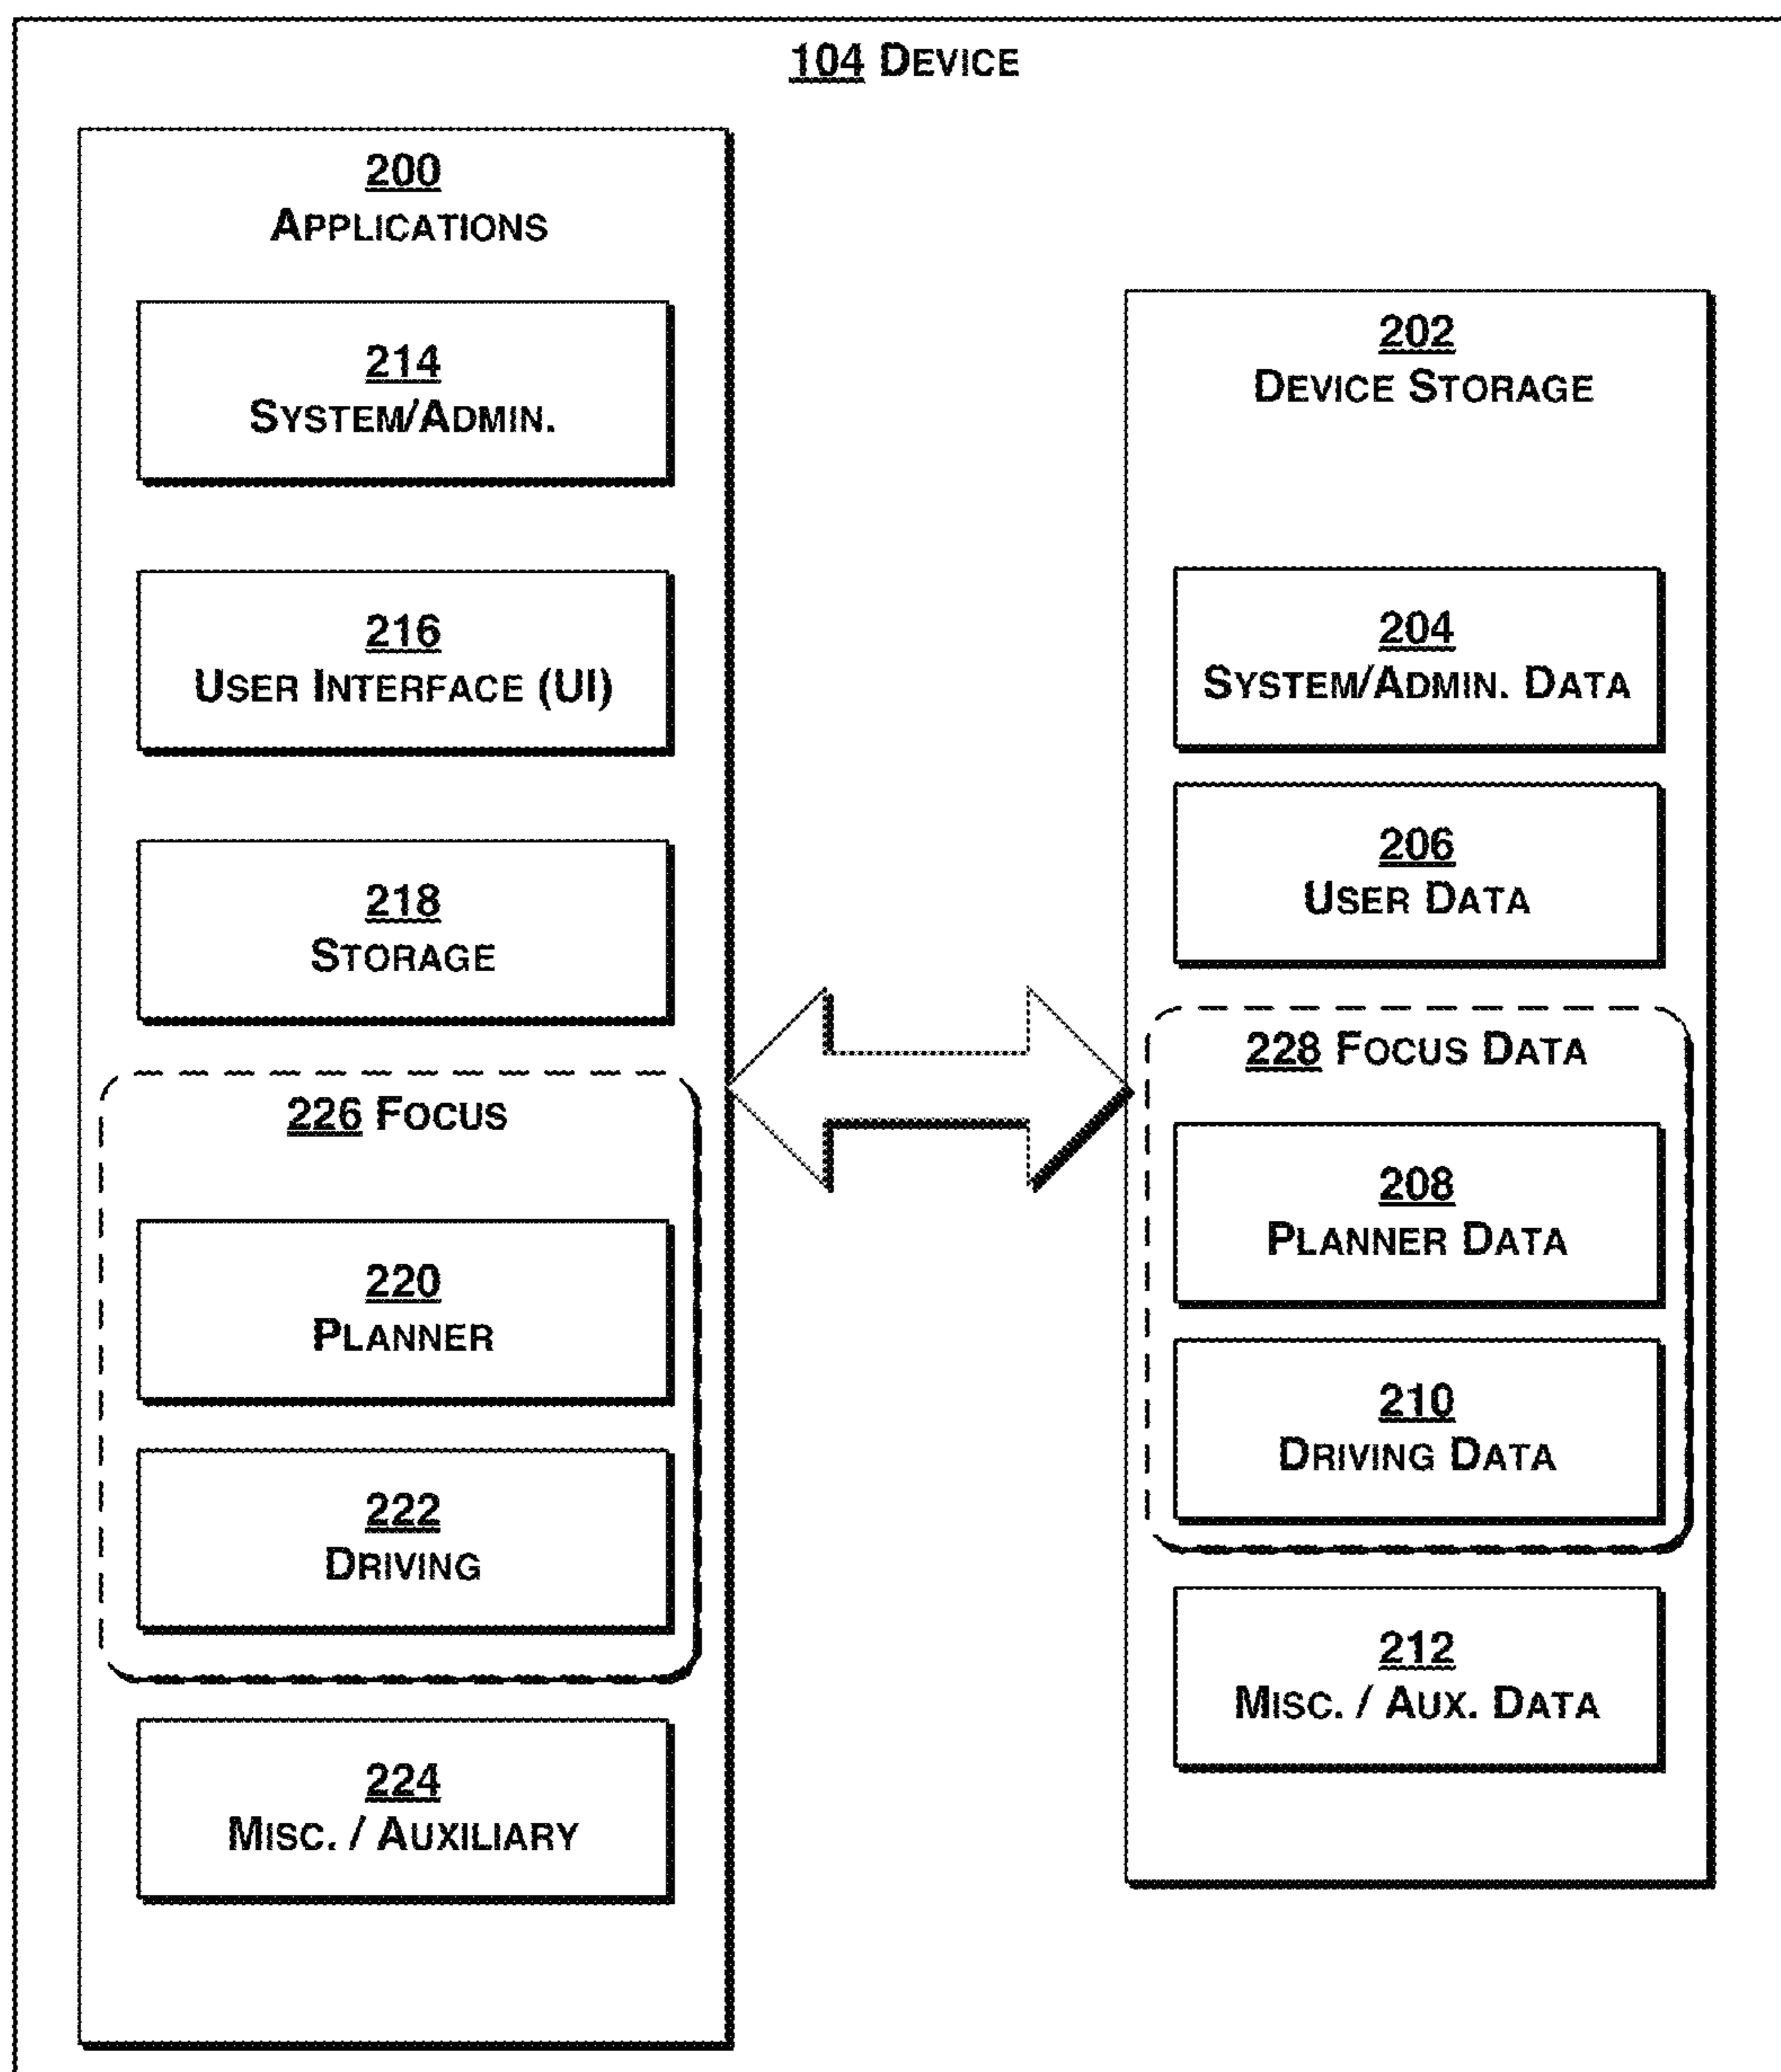 104 DEVICE
200
APPLICATIONS
214
SYSTEM/ADMIN.
216
USER INTERFACE (UI)
218
STORAGE
226 FOCUS
220
PLANNER
222
DRIVING
224
MISC. / AUXILIARY
202
DEVICE STORAGE
204
SYSTEM/ADMIN. DATA
206
USER DATA
228 FOCUS DATA
208
PLANNER DATA
210
DRIVING DATA
212
MISC. / AUX. DATA